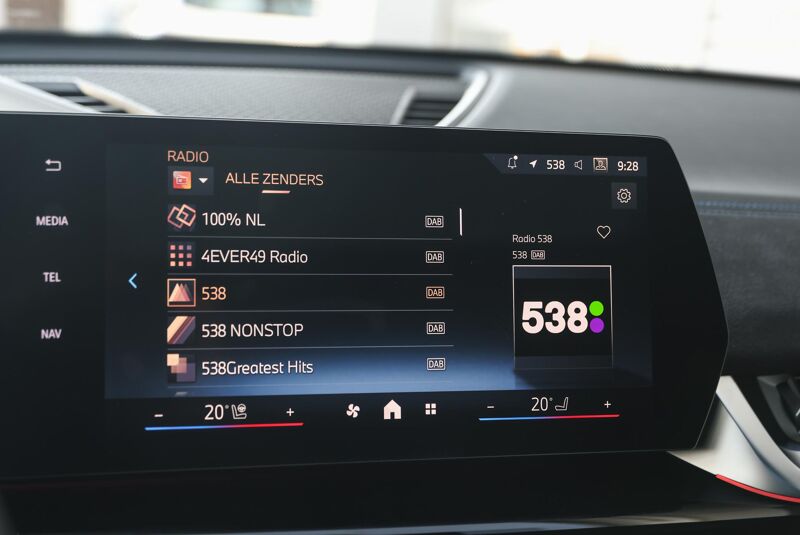 RADIO
538 9:28
ALLE ZENDERS
MEDIA
TEL
NAV
100% NL DAB
4EVER49 Radio DAB
538 DAB
538 NONSTOP DAB
538Greatest Hits DAB
Radio 538
538 DAB
538
- 20° +
- 20° +